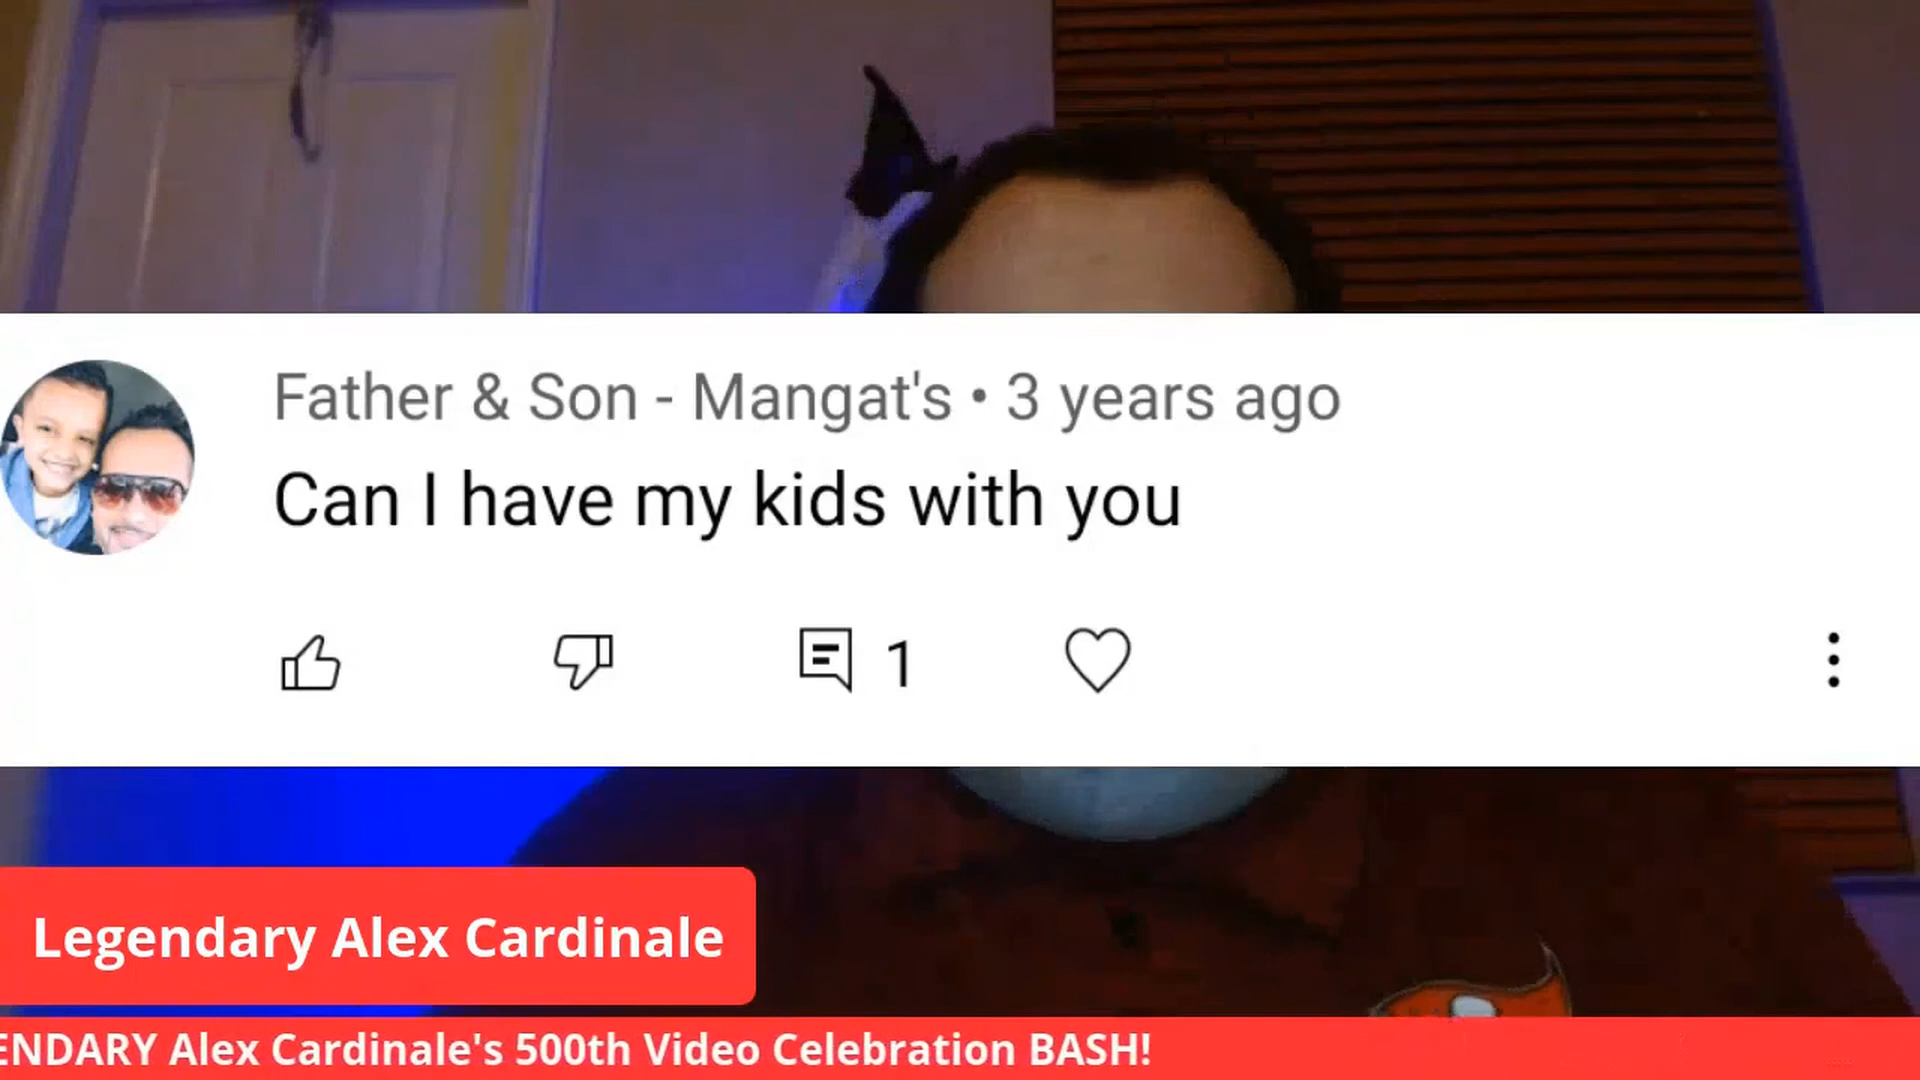 Father & Son - Mangat's • 3 years ago
Can I have my kids with you
1
Legendary Alex Cardinale
ENDARY Alex Cardinale's 500th Video Celebration BASH!